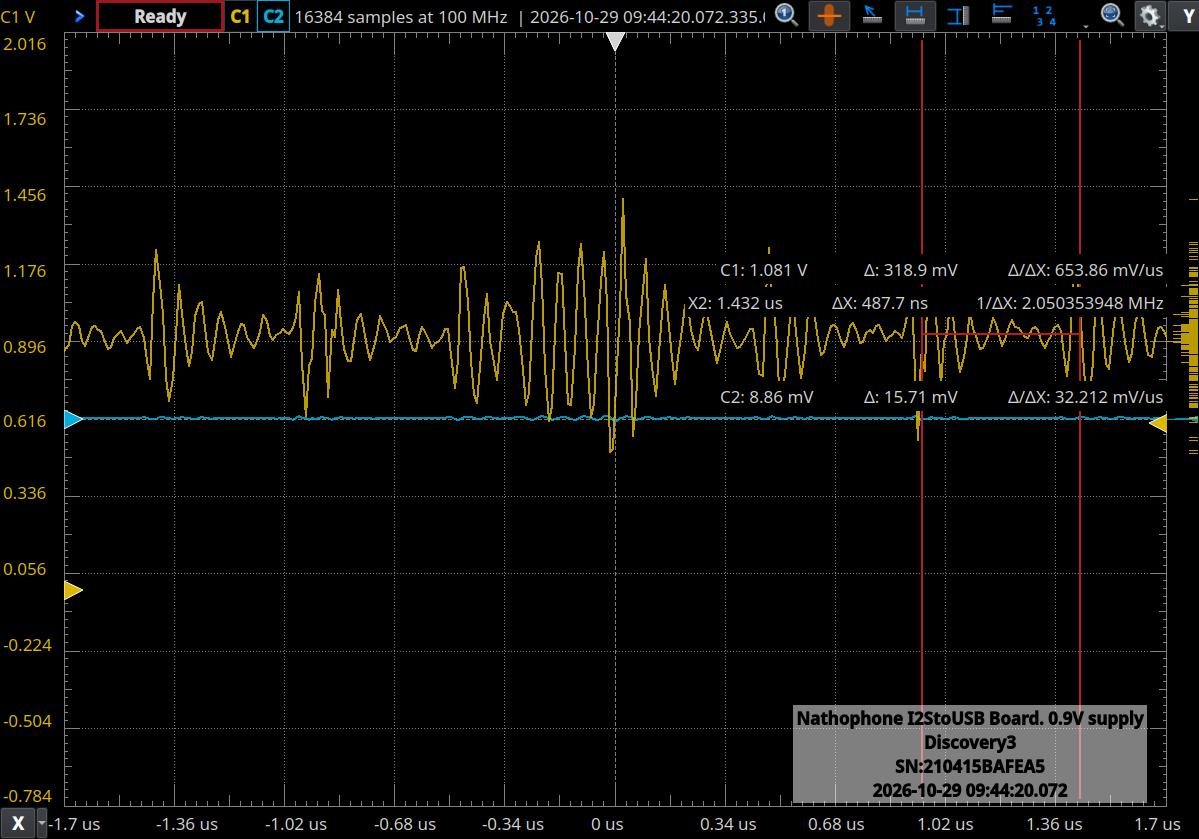 C1 V Ready C1 C2 16384 samples at 100 MHz | 2026-10-29 09:44:20.072.335.0 1 1 2 3 4 Y
2.016
1.736
1.456
1.176
C1: 1.081 V Δ: 318.9 mV Δ/ΔX: 653.86 mV/us
X2: 1.432 us ΔX: 487.7 ns 1/ΔX: 2.050353948 MHz
0.896
C2: 8.86 mV Δ: 15.71 mV Δ/ΔX: 32.212 mV/us
0.616
0.336
0.056
-0.224
-0.504
-0.784
Nathophone I2StoUSB Board. 0.9V supply
Discovery3
SN:210415BAFEA5
2026-10-29 09:44:20.072
X -1.7 us -1.36 us -1.02 us -0.68 us -0.34 us 0 us 0.34 us 0.68 us 1.02 us 1.36 us 1.7 us